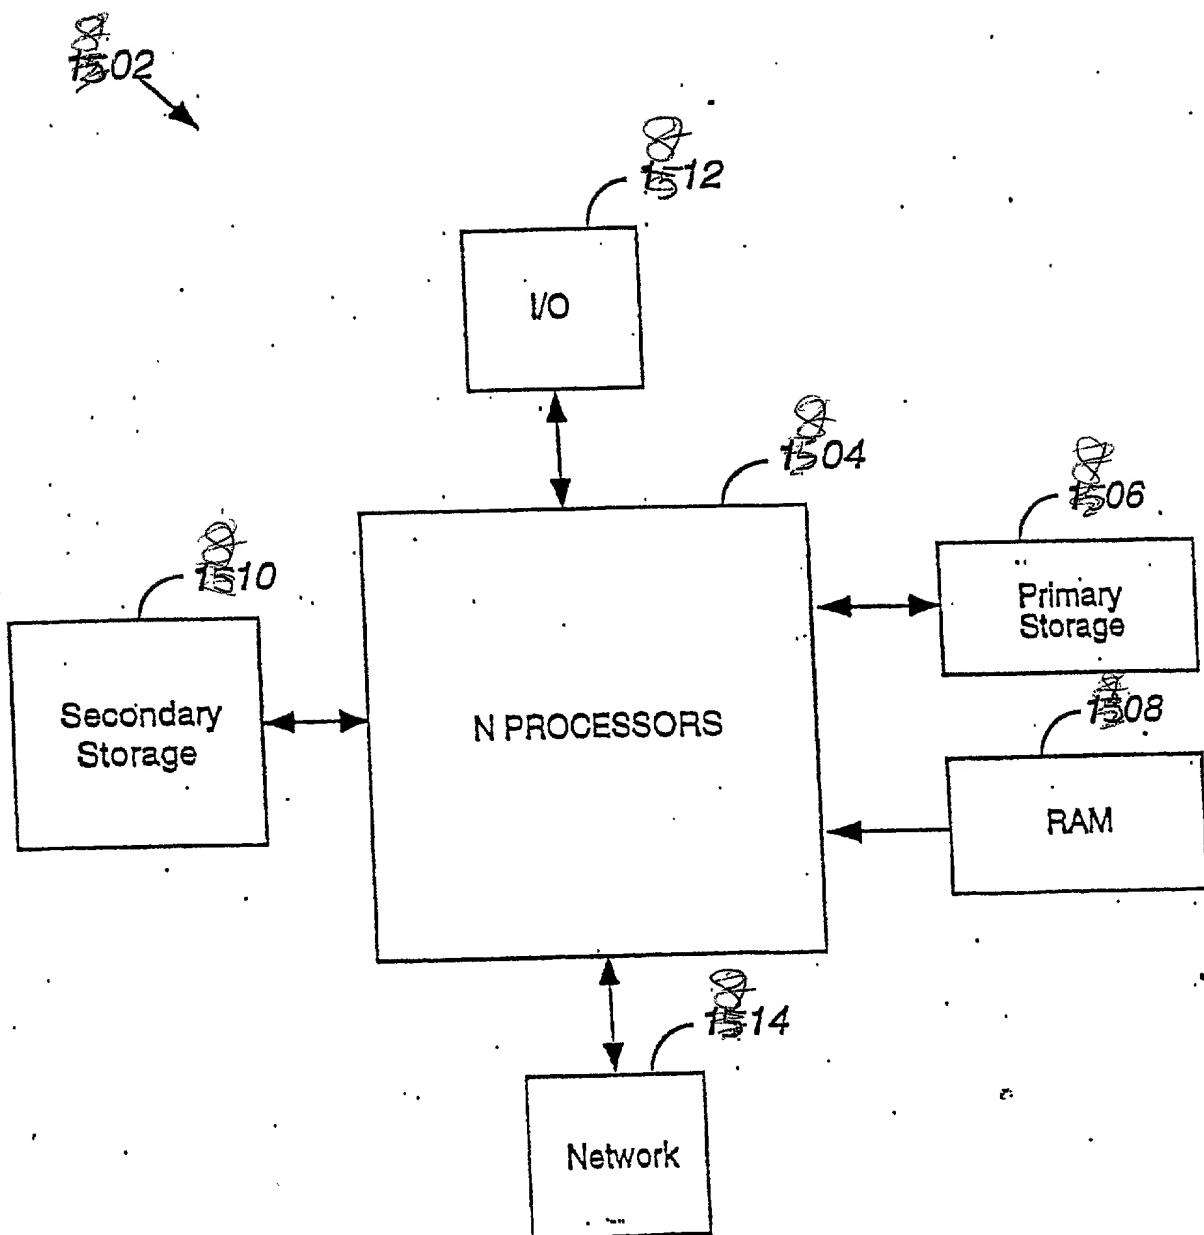 1502
1512
I/O
1504
1506
1510
Primary
Storage
Secondary
Storage
N PROCESSORS
1508
RAM
1514
Network